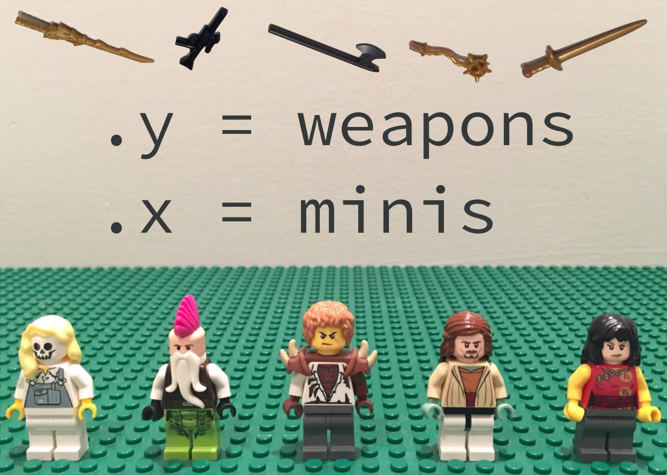 .y = weapons
.x = minis